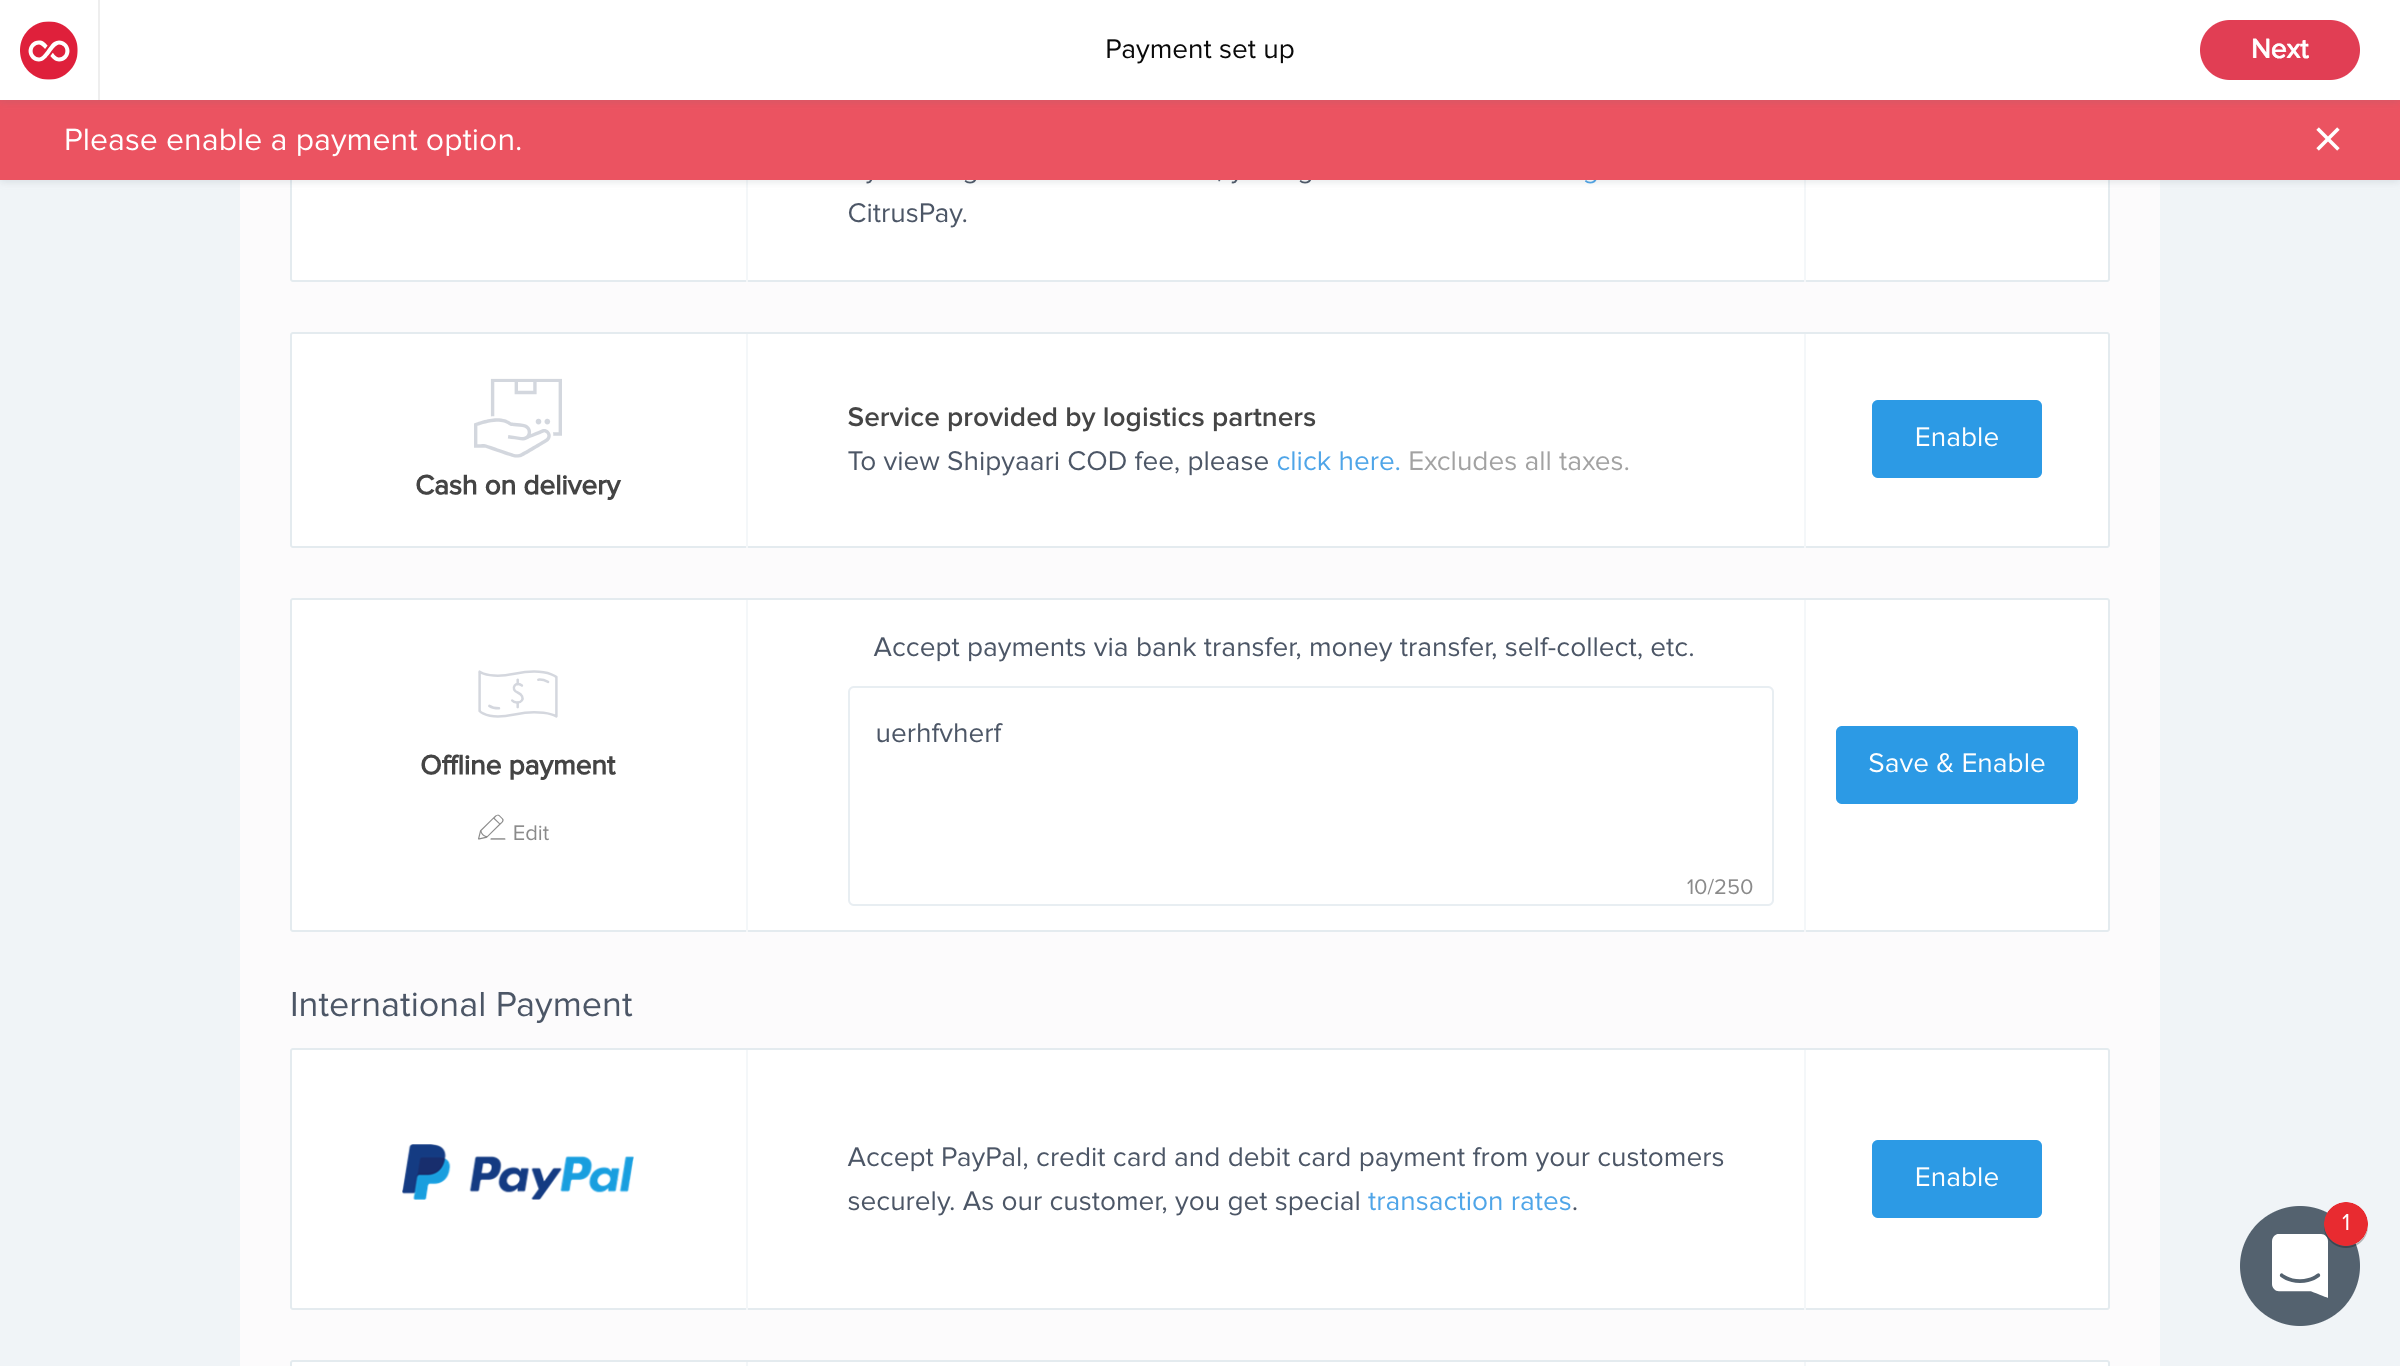 Payment set up
Next
Please enable a payment option.
CitrusPay.
Cash on delivery
Service provided by logistics partners
To view Shipyaari COD fee, please click here. Excludes all taxes.
Enable
Offline payment
Edit
Accept payments via bank transfer, money transfer, self-collect, etc.
uerhfvherf
10/250
Save & Enable
International Payment
PayPal
Accept PayPal, credit card and debit card payment from your customers
securely. As our customer, you get special transaction rates.
Enable
1